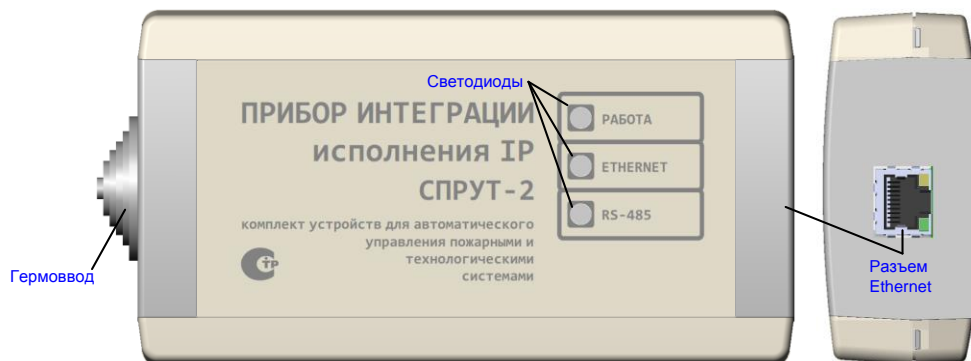 Светодиоды
ПРИБОР ИНТЕГРАЦИИ
исполнения IP
СПРУТ-2
комплект устройств для автоматического
управления пожарными и
технологическими
системами
РАБОТА
ETHERNET
RS-485
Гермоввод
Разъем
Ethernet